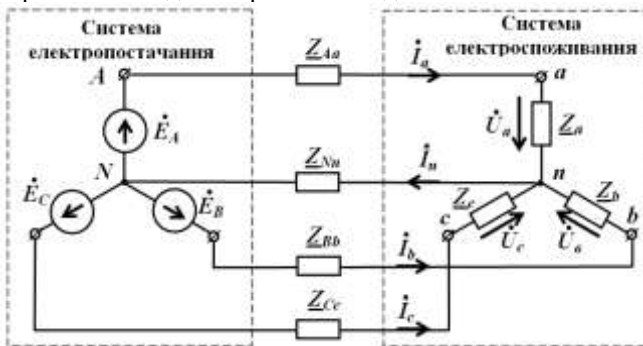 Система
електропостачання
Система
електроспоживання
A
Z_Aa
İ_a
a
Ė_A
U̇_a
Z_a
N
Z_Nn
İ_n
n
Ė_C
Ė_B
Z_c
Z_b
c
b
U̇_c
U̇_в
Z_Bb
İ_b
Z_Cc
İ_c